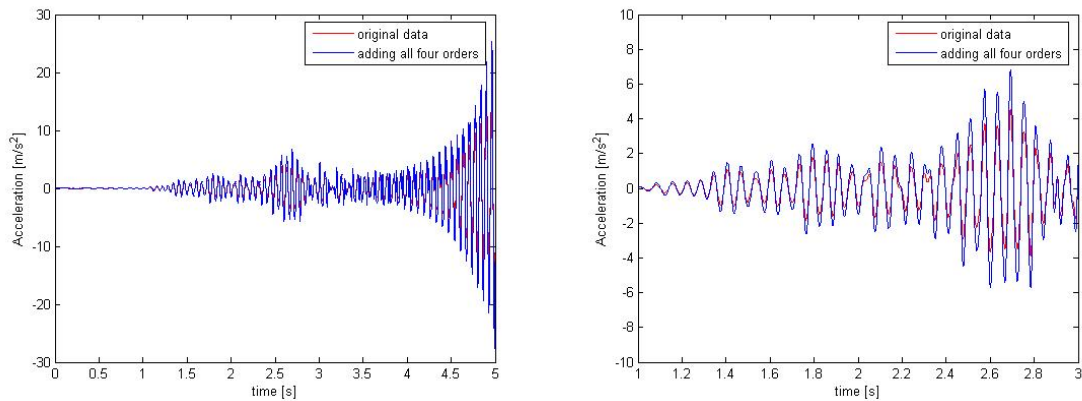 30
20
10
0
-10
-20
-30
Acceleration [m/s²]
original data
adding all four orders
0 0.5 1 1.5 2 2.5 3 3.5 4 4.5 5
time [s]
10
8
6
4
2
0
-2
-4
-6
-8
-10
Acceleration [m/s²]
original data
adding all four orders
1 1.2 1.4 1.6 1.8 2 2.2 2.4 2.6 2.8 3
time [s]